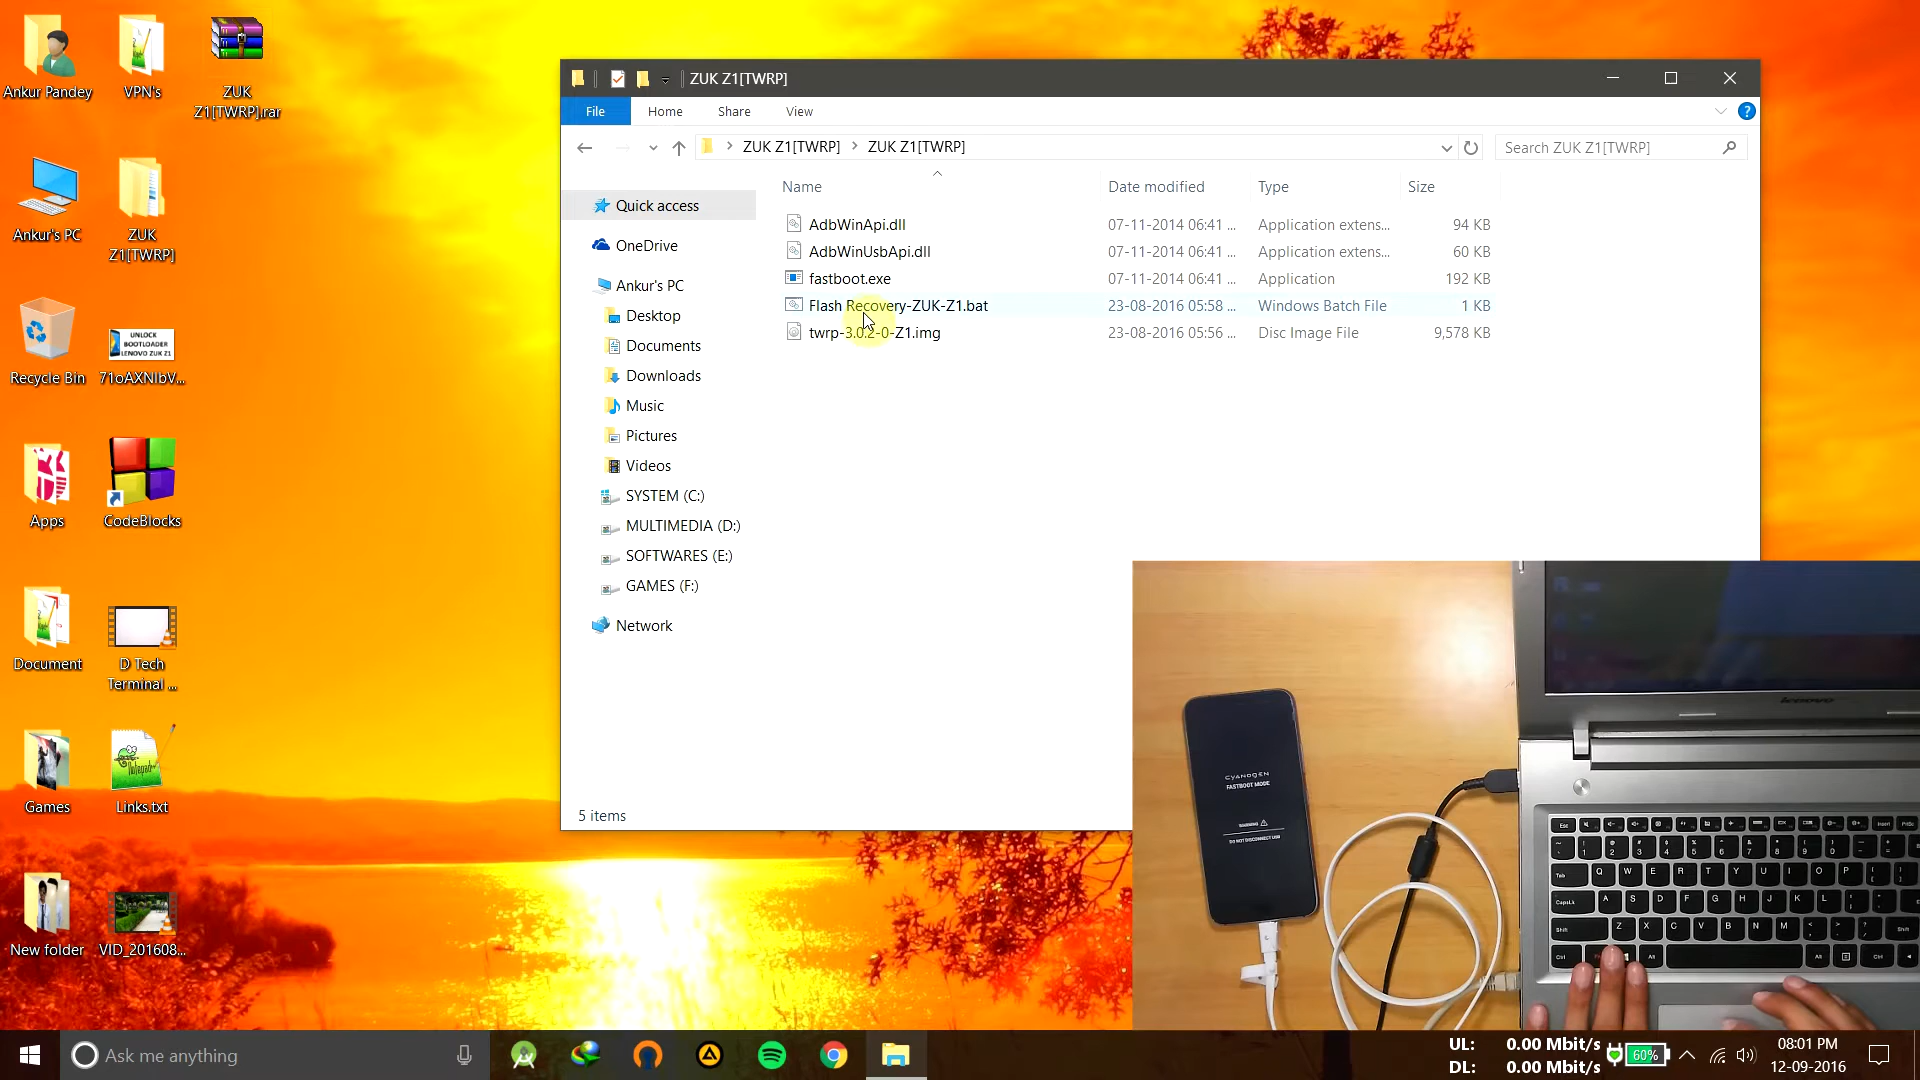 Ankur Pandey
VPN's
ZUK
Z1[TWRP].rar
Ankur's PC
ZUK
Z1[TWRP]
Recycle Bin
UNLOCK
BOOTLOADER
LENOVO ZUK Z1
71oAXNIbV...
Apps
CodeBlocks
Document
D Tech
Terminal ...
Games
Links.txt
New folder
VID_201608...
ZUK Z1[TWRP]
File
Home
Share
View
ZUK Z1[TWRP]
ZUK Z1[TWRP]
Search ZUK Z1[TWRP]
Name
Date modified
Type
Size
AdbWinApi.dll 07-11-2014 06:41 ... Application extens... 94 KB
AdbWinUsbApi.dll 07-11-2014 06:41 ... Application extens... 60 KB
fastboot.exe 07-11-2014 06:41 ... Application 192 KB
Flash Recovery-ZUK-Z1.bat 23-08-2016 05:58 ... Windows Batch File 1 KB
twrp-3.0.2-0-Z1.img 23-08-2016 05:56 ... Disc Image File 9,578 KB
Quick access
OneDrive
Ankur's PC
Desktop
Documents
Downloads
Music
Pictures
Videos
SYSTEM (C:)
MULTIMEDIA (D:)
SOFTWARES (E:)
GAMES (F:)
Network
5 items
CYANOGEN
FASTBOOT MODE
WARNING
DO NOT DISCONNECT USB
lenovo
Ask me anything
UL: 0.00 Mbit/s
DL: 0.00 Mbit/s
60%
08:01 PM
12-09-2016